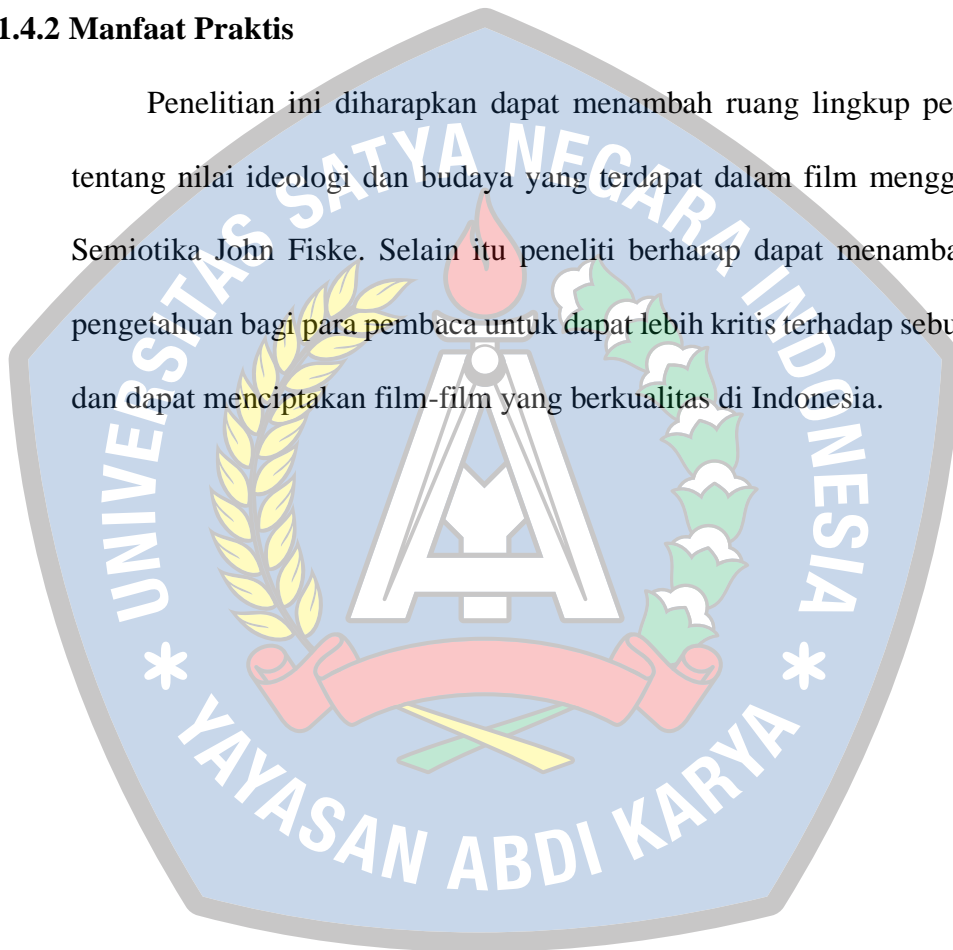 1.4.2 Manfaat Praktis
Penelitian ini diharapkan dapat menambah ruang lingkup pe
tentang nilai ideologi dan budaya yang terdapat dalam film mengg
Semiotika John Fiske. Selain itu peneliti berharap dapat menamba
pengetahuan bagi para pembaca untuk dapat lebih kritis terhadap sebu
dan dapat menciptakan film-film yang berkualitas di Indonesia.
UNIVERSITAS SATYA NEGARA INDONESIA
* YAYASAN ABDI KARYA *